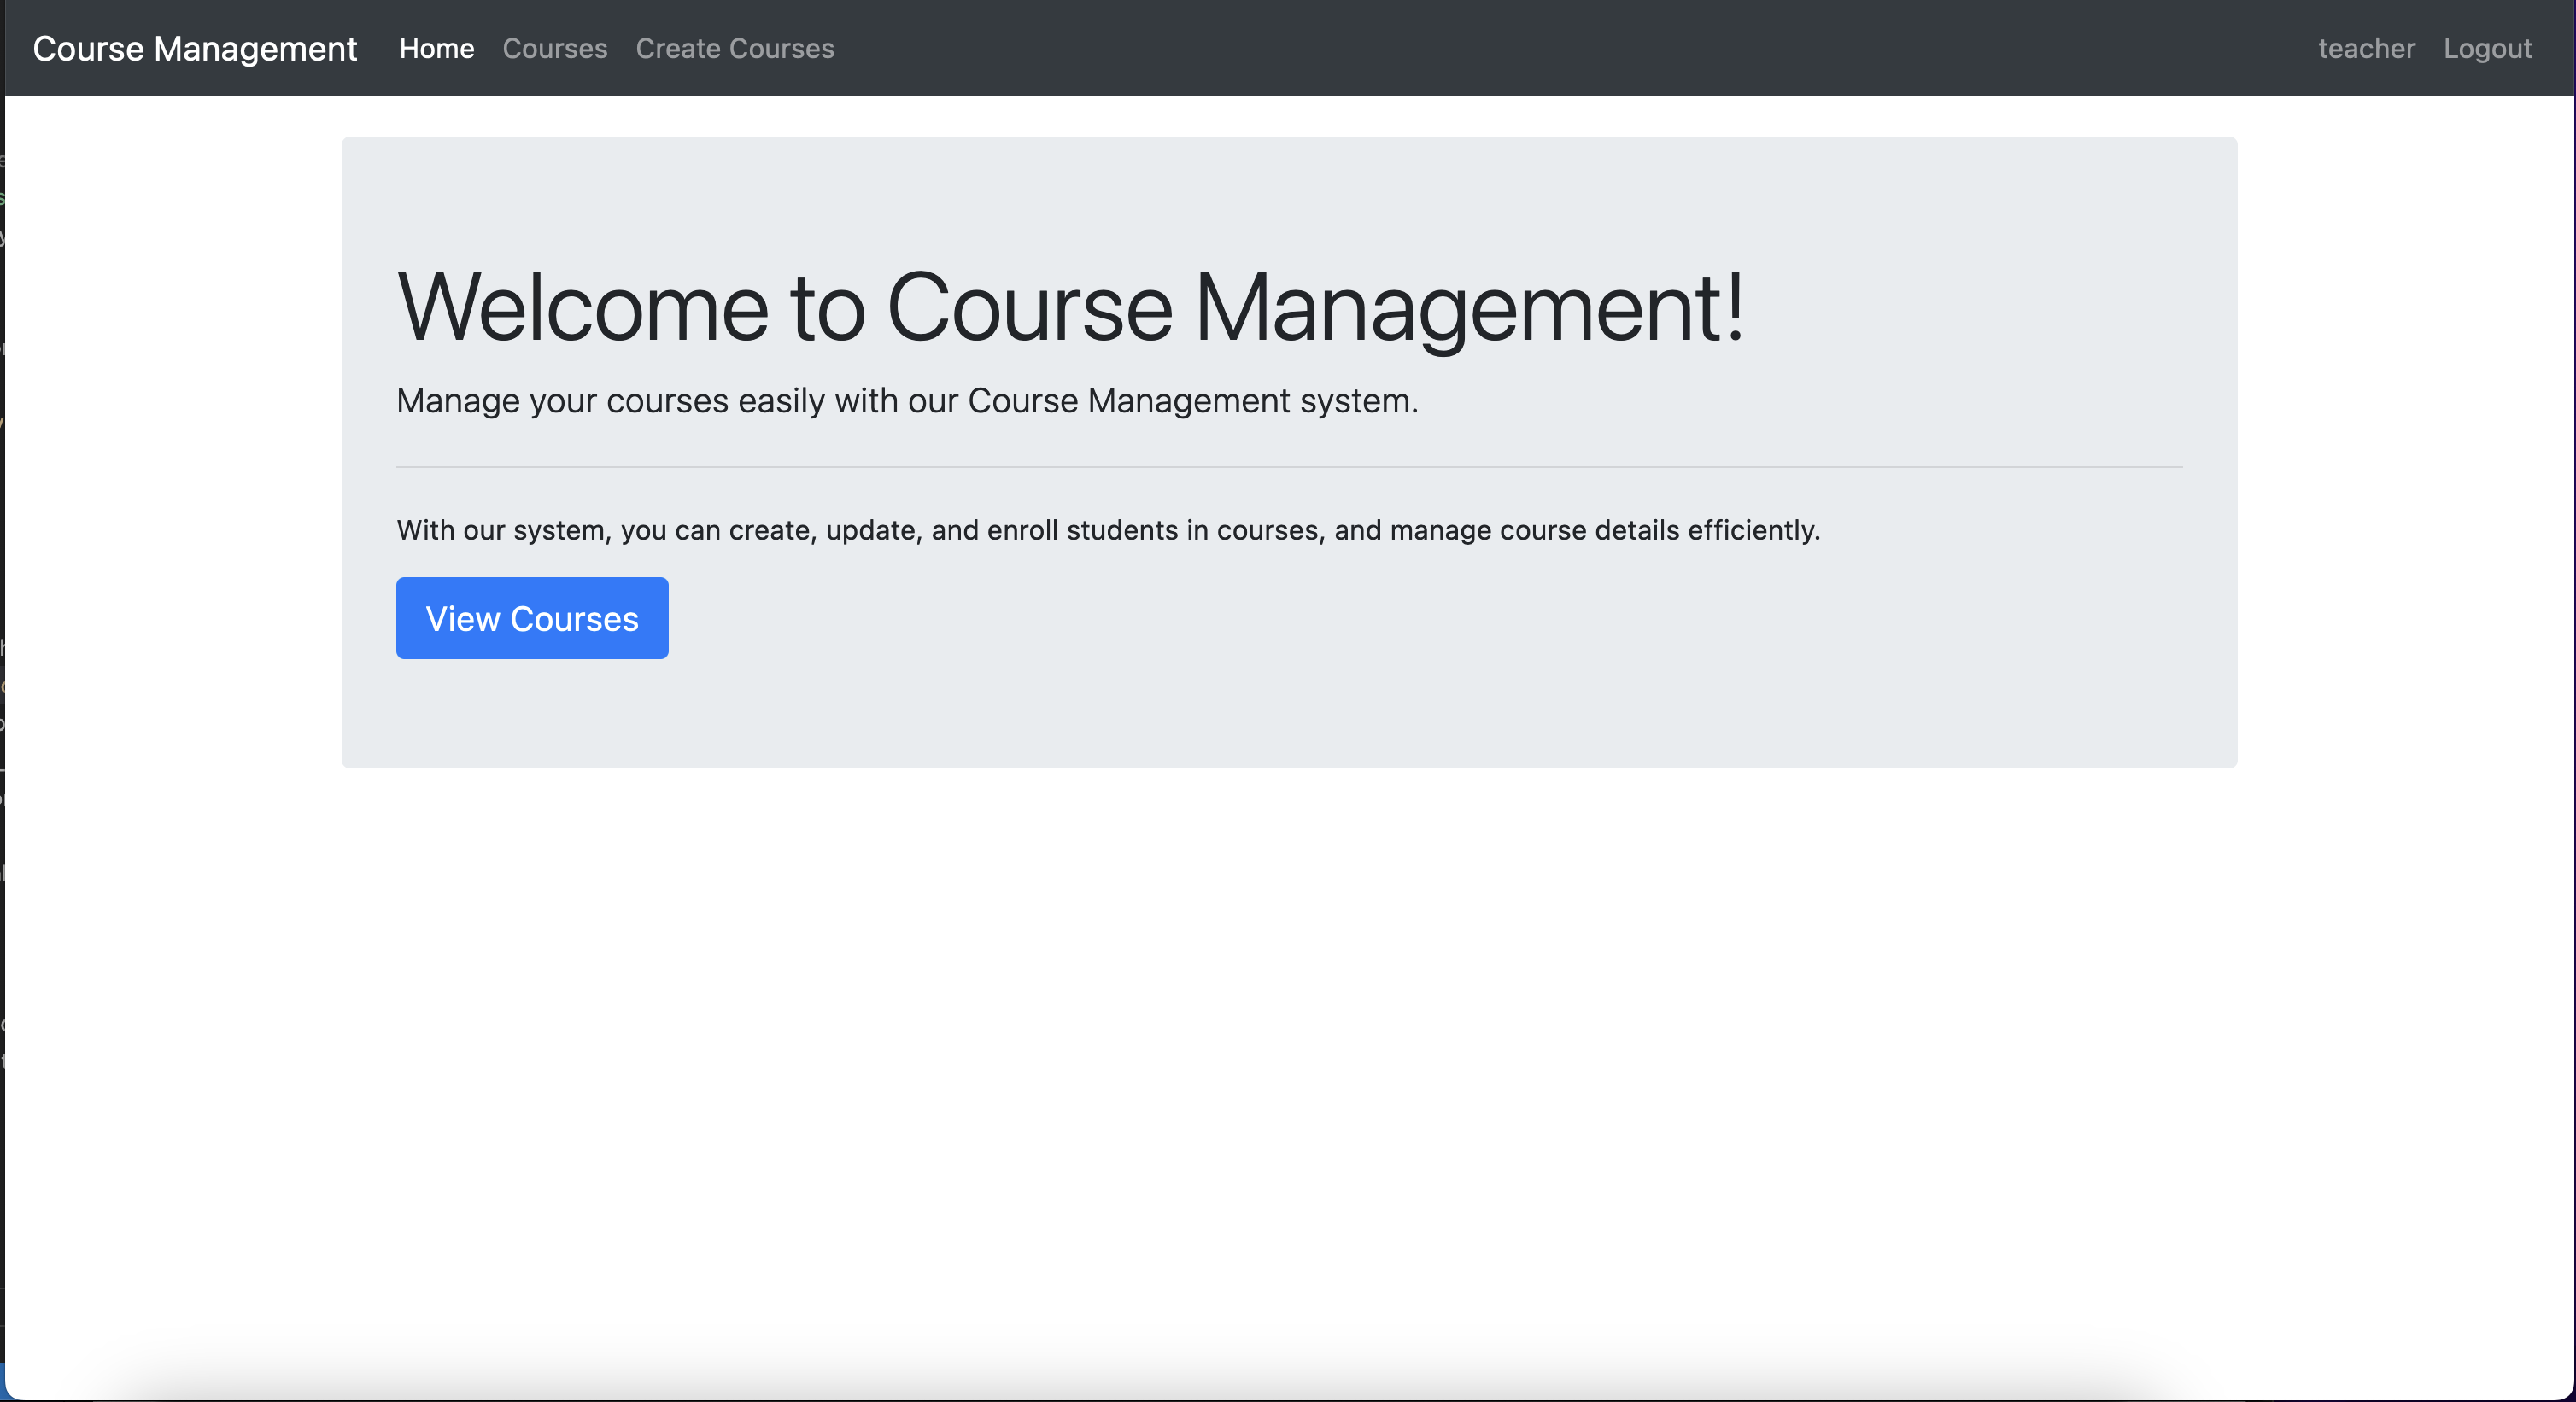 Course Management Home Courses Create Courses teacher Logout
Welcome to Course Management!
Manage your courses easily with our Course Management system.
With our system, you can create, update, and enroll students in courses, and manage course details efficiently.
View Courses